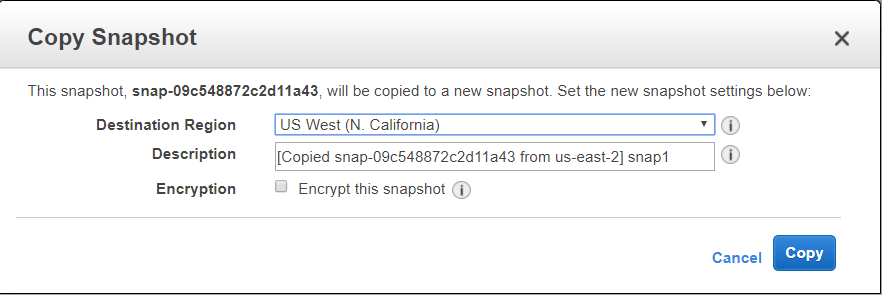 Copy Snapshot
This snapshot, snap-09c548872c2d11a43, will be copied to a new snapshot. Set the new snapshot settings below:
Destination Region US West (N. California)
Description [Copied snap-09c548872c2d11a43 from us-east-2] snap1
Encryption Encrypt this snapshot
Cancel Copy